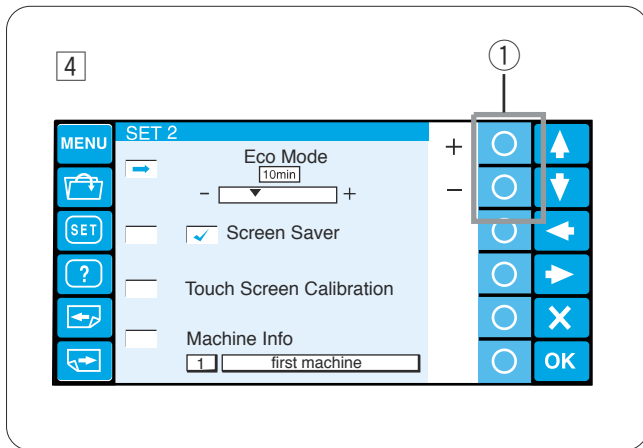 ①
4
MENU
SET 2
+
Eco Mode
10min
- +
−
SET
Screen Saver
?
Touch Screen Calibration
Machine Info
1 first machine
X
OK